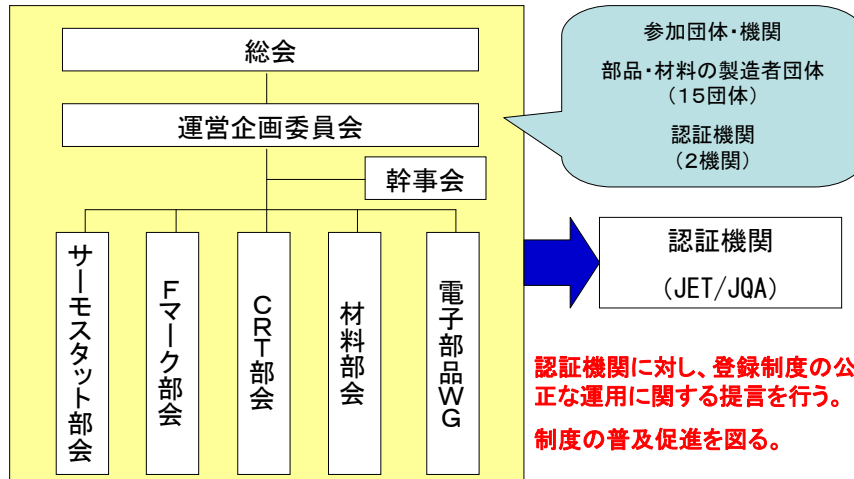 総会
運営企画委員会
幹事会
サーモスタット部会
Fマーク部会
CRT部会
材料部会
電子部品WG
参加団体・機関
部品・材料の製造者団体
(15団体)
認証機関
(2機関)
認証機関
(JET/JQA)
認証機関に対し、登録制度の公
正な運用に関する提言を行う。
制度の普及促進を図る。